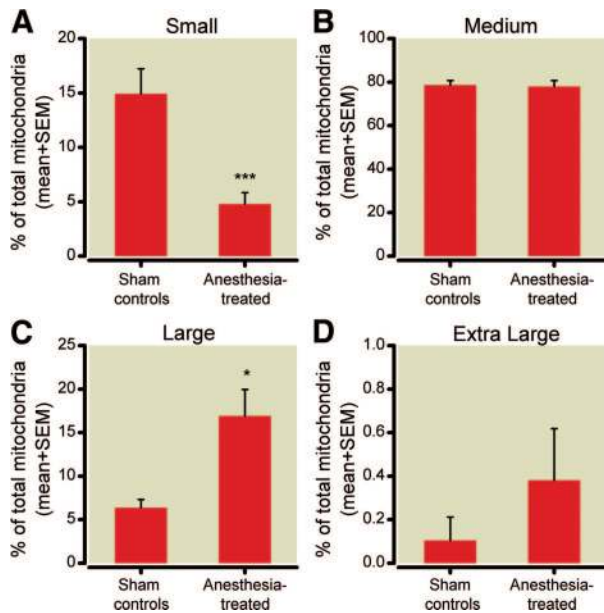 A
Small
% of total mitochondria
(mean+SEM)
20
15
10
5
0
***
Sham
controls
Anesthesia-
treated
B
Medium
% of total mitochondria
(mean+SEM)
100
80
60
40
20
0
Sham
controls
Anesthesia-
treated
C
Large
% of total mitochondria
(mean+SEM)
25
20
15
10
5
0
*
Sham
controls
Anesthesia-
treated
D
Extra Large
% of total mitochondria
(mean+SEM)
1.0
0.8
0.6
0.4
0.2
0.0
Sham
controls
Anesthesia-
treated